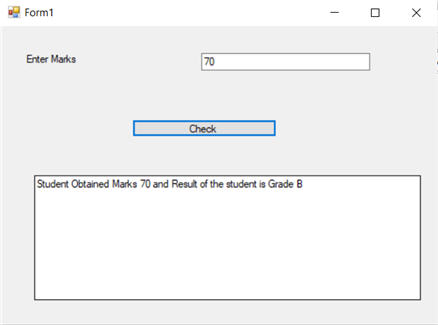 Form1
Enter Marks 70
Check
Student Obtained Marks 70 and Result of the student is Grade B